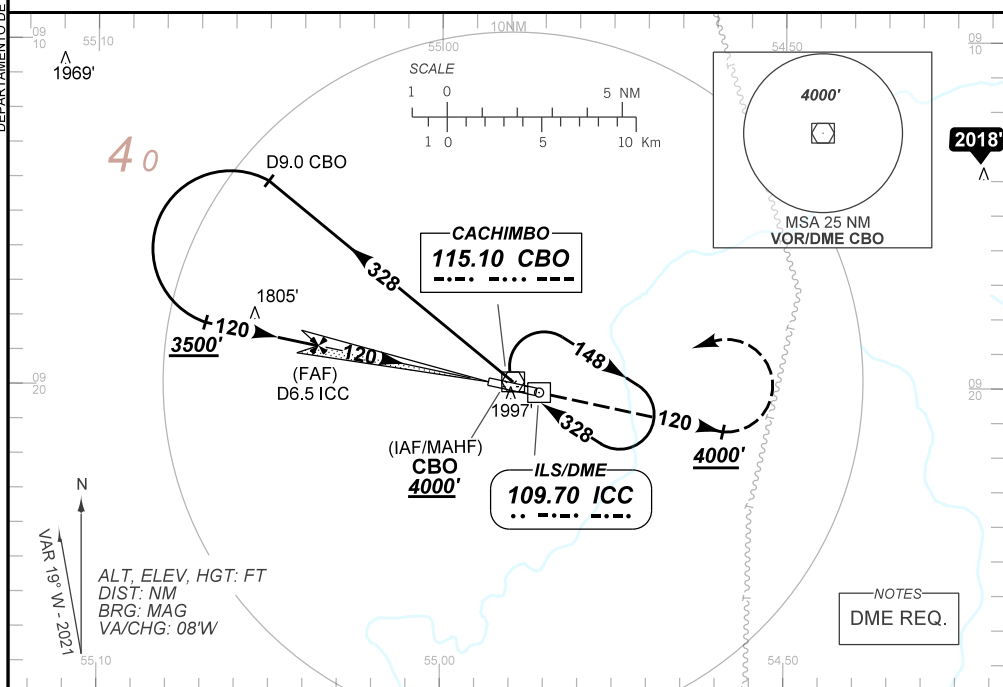 DEPARTAMENTO DE
09
10
55 10
55 00
10NM
54 50
09
10
1969'
SCALE
1 0 5 NM
1 0 5 10 Km
4000'
2018'
MSA 25 NM
VOR/DME CBO
4 0
D9.0 CBO
CACHIMBO
115.10 CBO
328
1805'
120
3500'
120
(FAF)
D6.5 ICC
148
09
20
09
20
1997'
328
120
4000'
(IAF/MAHF)
CBO
4000'
ILS/DME
109.70 ICC
N
VAR 19° W - 2021
ALT, ELEV, HGT: FT
DIST: NM
BRG: MAG
VA/CHG: 08'W
NOTES
DME REQ.
55 10
55 00
54 50